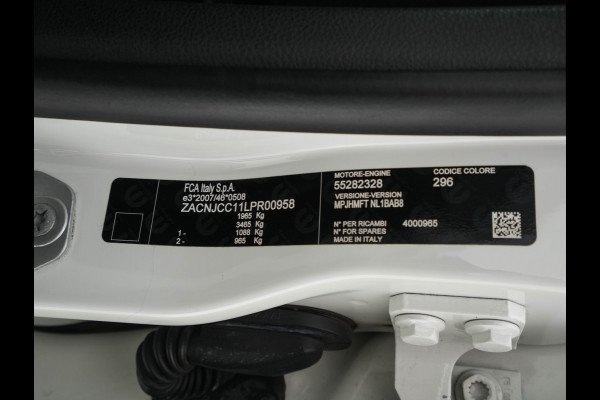 FCA Italy S.p.A.
e3*2007/46*0508
ZACNJCC11LPR00958
1965 Kg
3465 Kg
1 - 1088 Kg
2 - 965 Kg
MOTORE-ENGINE
55282328
VERSIONE-VERSION
MPJHMFT NL1BAB8
N° PER RICAMBI
N° FOR SPARES 4000965
MADE IN ITALY
CODICE COLORE
296